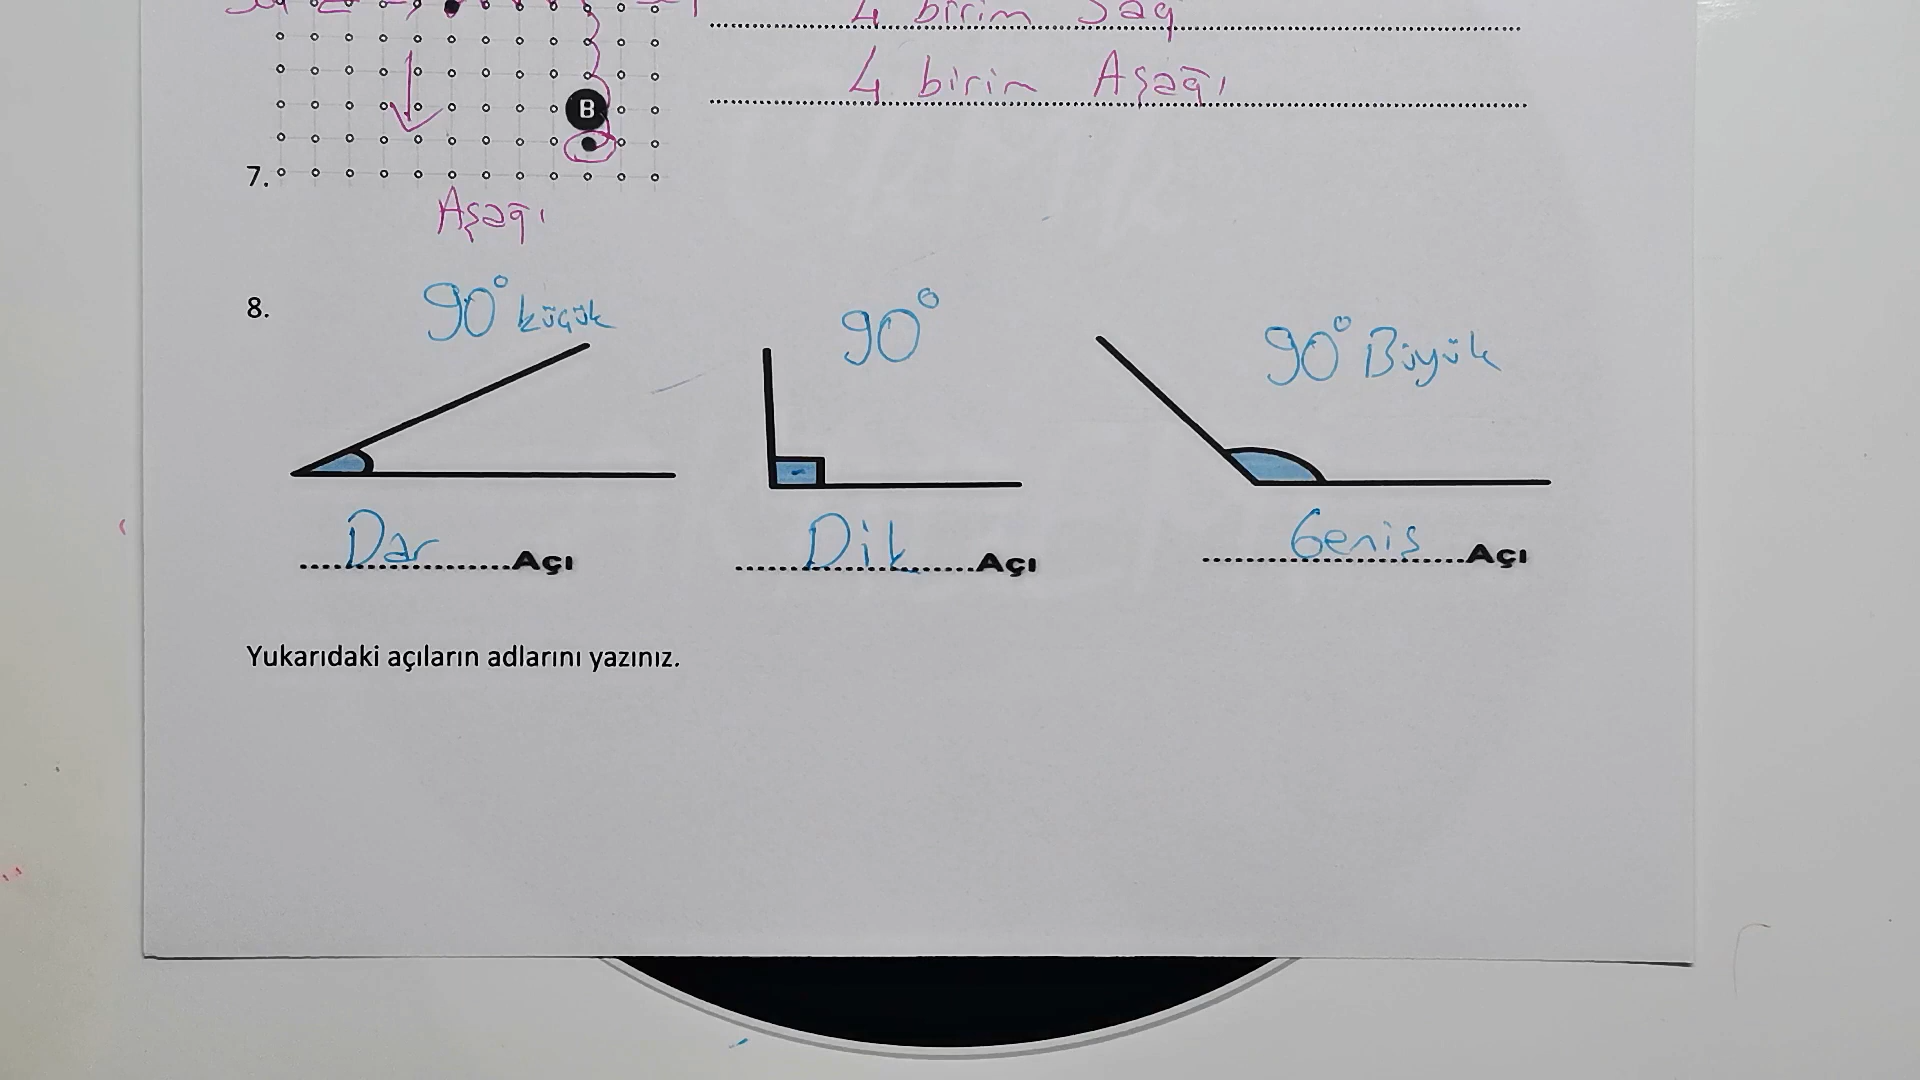 4 birim Sağ
4 birim Aşağı
B
7.
Aşağı
8.
90° küçük
90°
90° Büyük
Dar Açı
Dik Açı
Geniş Açı
Yukarıdaki açıların adlarını yazınız.